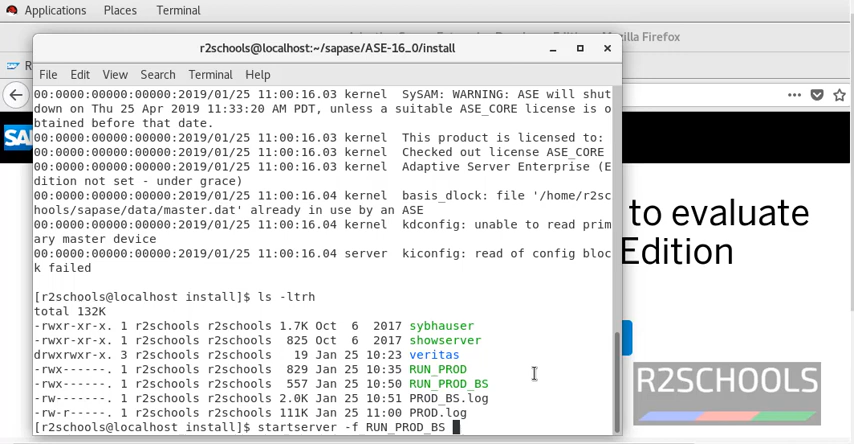 Applications Places Terminal
Mozilla Firefox
r2schools@localhost:~/sapase/ASE-16_0/install
File Edit View Search Terminal Help
00:0000:00000:00000:2019/01/25 11:00:16.03 kernel  SySAM: WARNING: ASE will shut
down on Thu 25 Apr 2019 11:33:20 AM PDT, unless a suitable ASE_CORE license is o
btained before that date.
00:0000:00000:00000:2019/01/25 11:00:16.03 kernel  This product is licensed to:
00:0000:00000:00000:2019/01/25 11:00:16.03 kernel  Checked out license ASE_CORE
00:0000:00000:00000:2019/01/25 11:00:16.03 kernel  Adaptive Server Enterprise (E
dition not set - under grace)
00:0000:00000:00000:2019/01/25 11:00:16.04 kernel  basis_dlock: file '/home/r2sc
hools/sapase/data/master.dat' already in use by an ASE
00:0000:00000:00000:2019/01/25 11:00:16.04 kernel  kdconfig: unable to read prim
ary master device
00:0000:00000:00000:2019/01/25 11:00:16.04 server  kiconfig: read of config bloc
k failed
[r2schools@localhost install]$ ls -ltrh
total 132K
-rwxr-xr-x. 1 r2schools r2schools 1.7K Oct  6  2017 sybhauser
-rwxr-xr-x. 1 r2schools r2schools  825 Oct  6  2017 showserver
drwxrwxr-x. 3 r2schools r2schools   19 Jan 25 10:23 veritas
-rwx------. 1 r2schools r2schools  829 Jan 25 10:35 RUN_PROD
-rwx------. 1 r2schools r2schools  557 Jan 25 10:50 RUN_PROD_BS
-rw-------. 1 r2schools r2schools 2.0K Jan 25 10:51 PROD_BS.log
-rw-r-----. 1 r2schools r2schools 111K Jan 25 11:00 PROD.log
[r2schools@localhost install]$ startserver -f RUN_PROD_BS
SAP
to evaluate
Edition
R2SCHOOLS